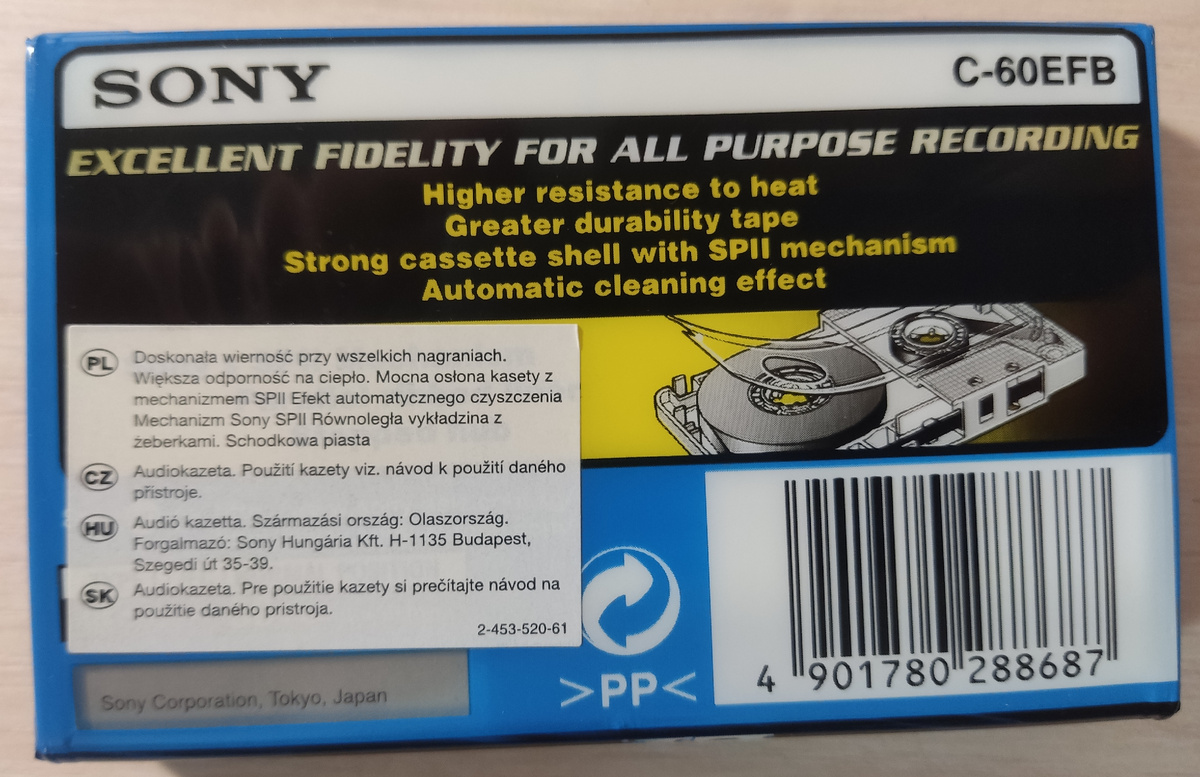 SONY
C-60EFB
EXCELLENT FIDELITY FOR ALL PURPOSE RECORDING
Higher resistance to heat
Greater durability tape
Strong cassette shell with SPII mechanism
Automatic cleaning effect
PL
Doskonała wierność przy wszelkich nagraniach.
Większa odporność na ciepło. Mocna osłona kasety z
mechanizmem SPII Efekt automatycznego czyszczenia
Mechanizm Sony SPII Równoległa vykładzina z
żeberkami. Schodkowa piasta
CZ
Audiokazeta. Použití kazety viz. návod k použití daného
přístroje.
HU
Audió kazetta. Származási ország: Olaszország.
Forgalmazó: Sony Hungária Kft. H-1135 Budapest,
Szegedi út 35-39.
SK
Audiokazeta. Pre použitie kazety si prečítajte návod na
použitie daného pristroja.
2-453-520-61
Sony Corporation, Tokyo, Japan
>PP<
4 901780 288687